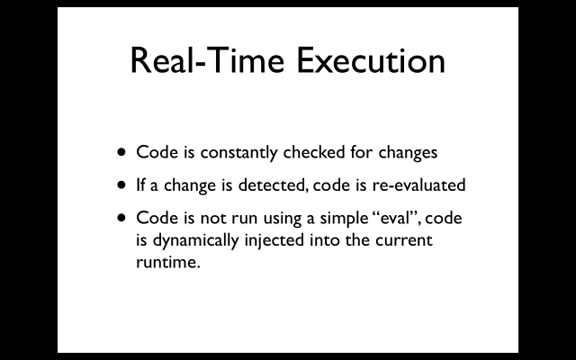 Real-Time Execution
• Code is constantly checked for changes
• If a change is detected, code is re-evaluated
• Code is not run using a simple “eval”, code
is dynamically injected into the current
runtime.